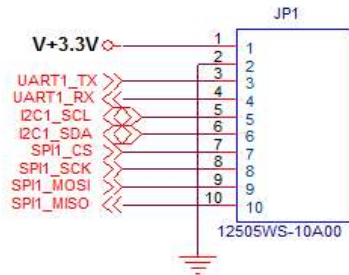 JP1
V+3.3V 1 1
2 2
UART1_TX 3 3
UART1_RX 4 4
I2C1_SCL 5 5
I2C1_SDA 6 6
SPI1_CS 7 7
SPI1_SCK 8 8
SPI1_MOSI 9 9
SPI1_MISO 10 10
12505WS-10A00